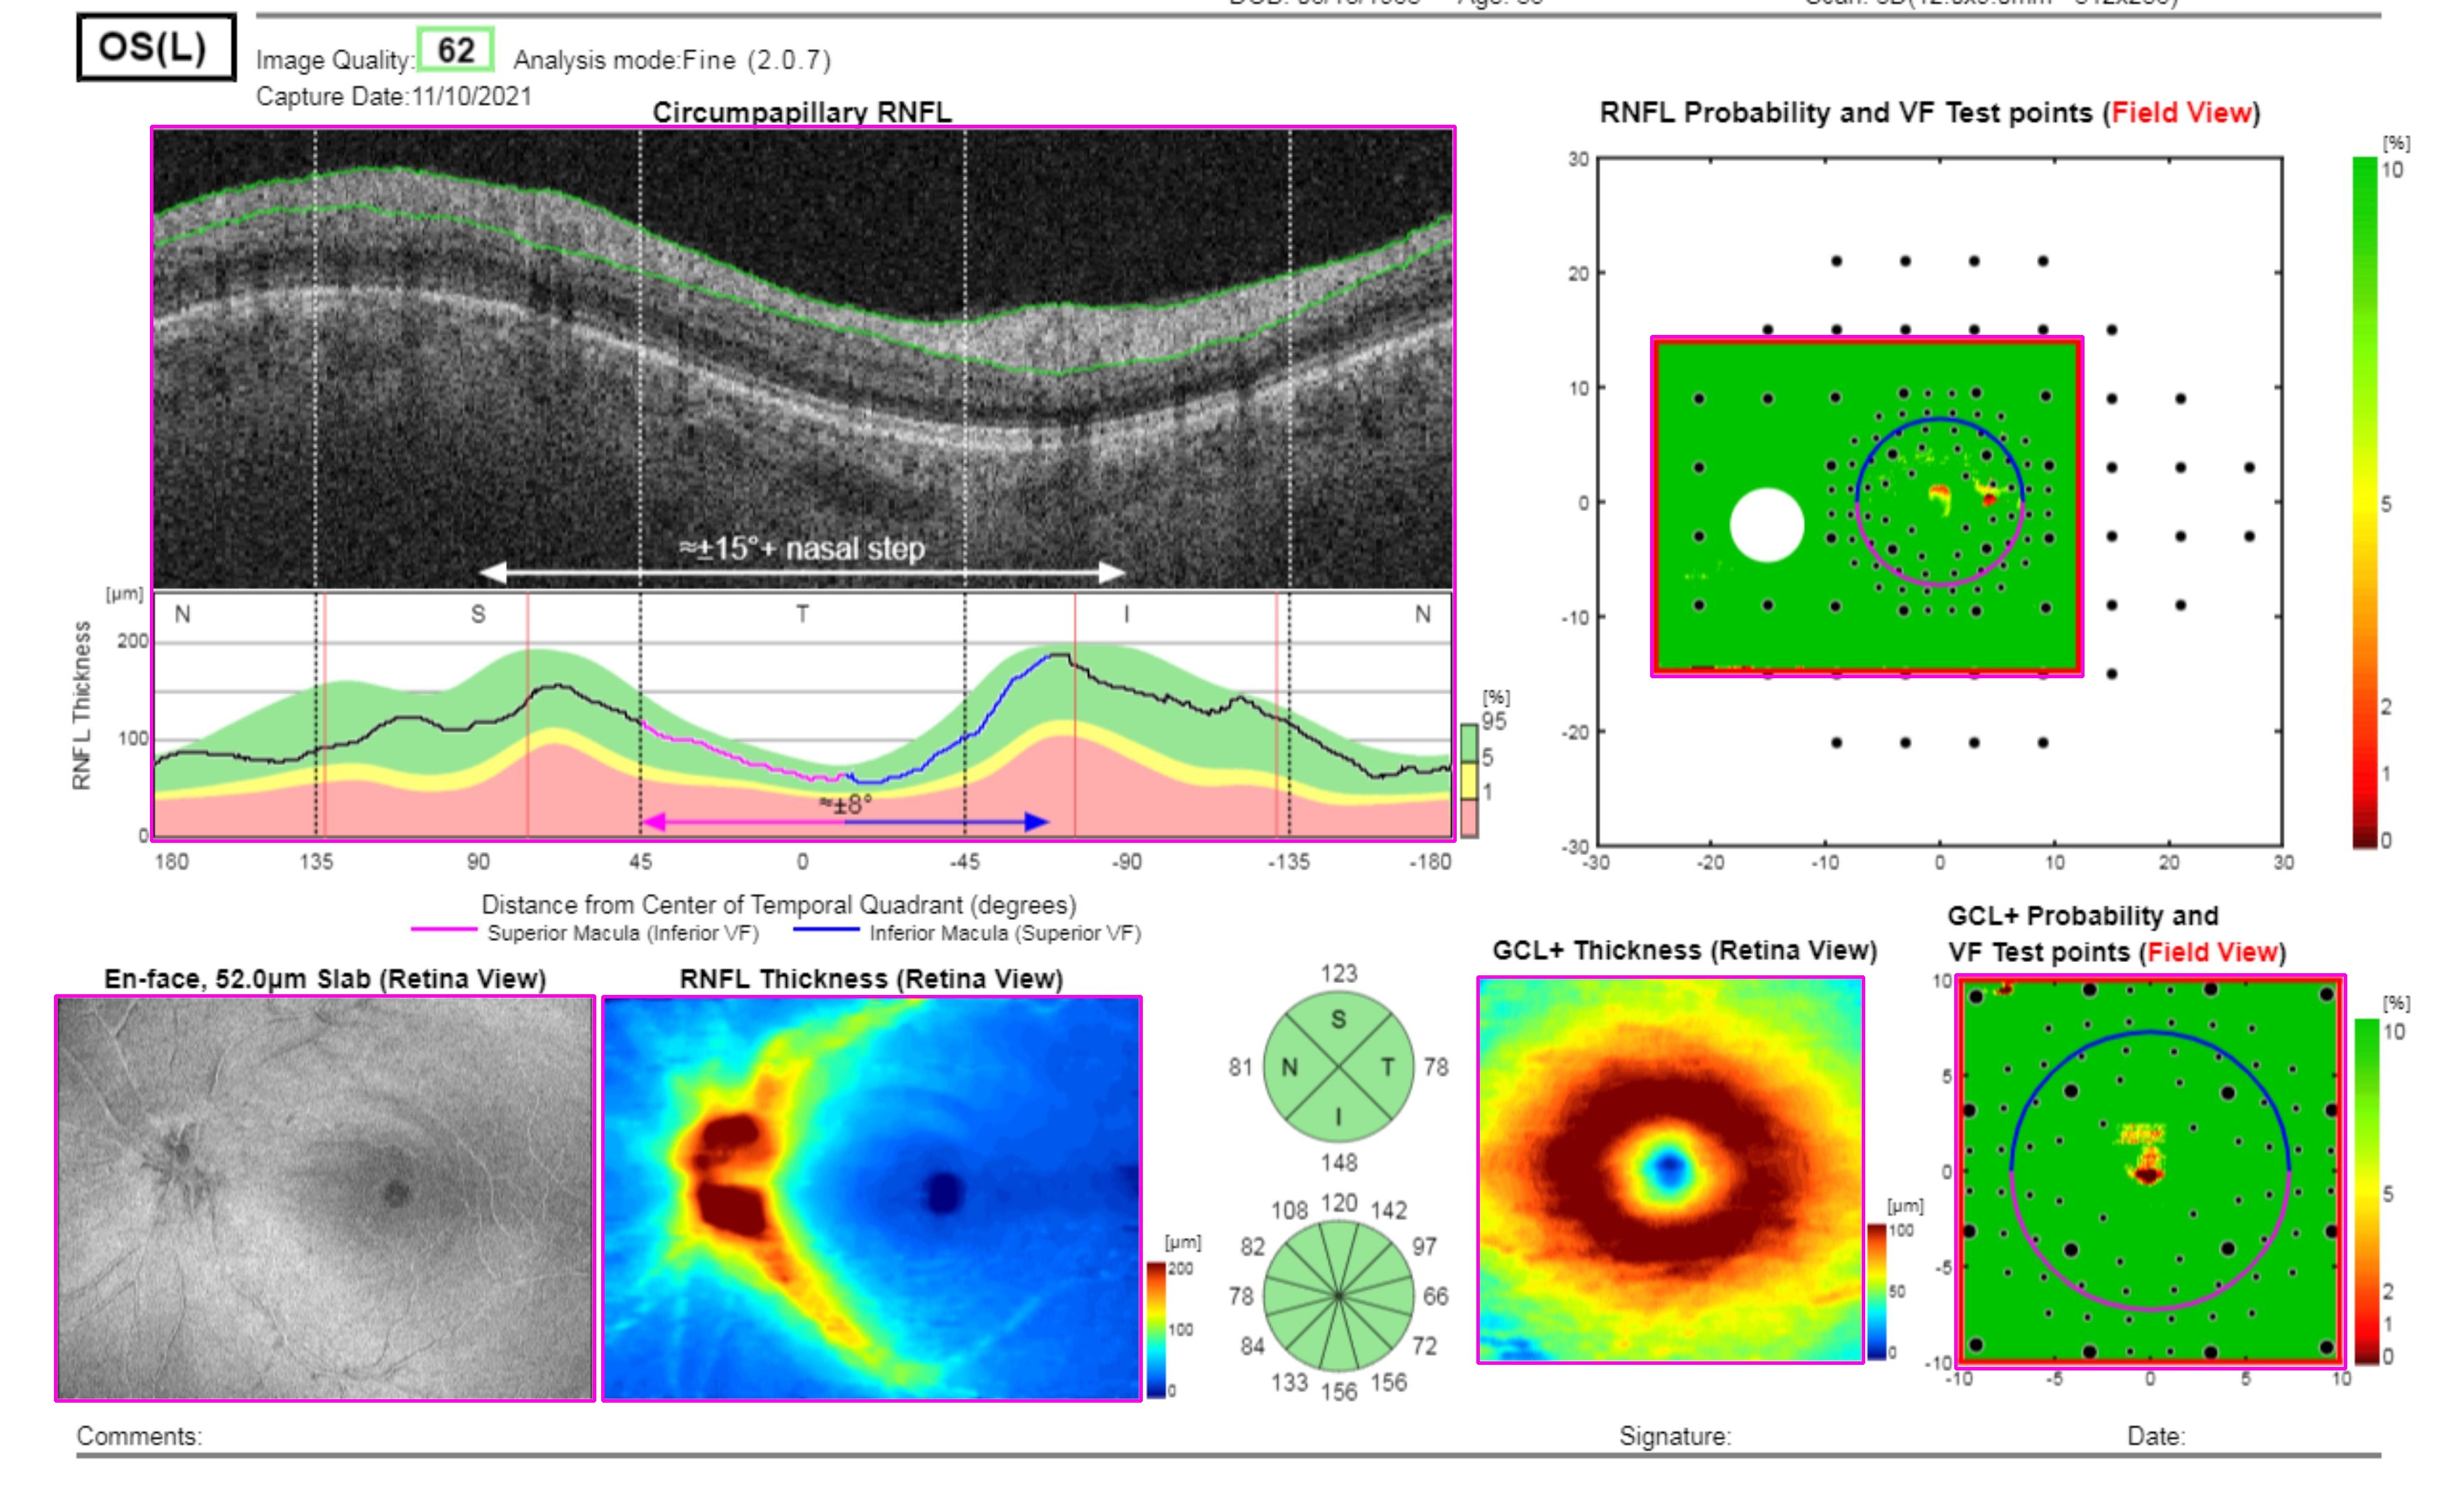 OS(L)
Image Quality: 62 Analysis mode:Fine (2.0.7)
Capture Date:11/10/2021
Circumpapillary RNFL
≈±15°+ nasal step
[µm]
N S T I N
200
100
0
RNFL Thickness
≈±8°
[%]
95
5
1
180 135 90 45 0 -45 -90 -135 -180
Distance from Center of Temporal Quadrant (degrees)
Superior Macula (Inferior VF) Inferior Macula (Superior VF)
RNFL Probability and VF Test points (Field View)
30
20
10
0
-10
-20
-30
-30 -20 -10 0 10 20 30
[%]
10
5
2
1
0
En-face, 52.0µm Slab (Retina View)
RNFL Thickness (Retina View)
[µm]
200
100
0
123
S
81 N T 78
I
148
108 120 142
82 97
78 66
84 72
133 156 156
GCL+ Thickness (Retina View)
[µm]
100
50
0
GCL+ Probability and
VF Test points (Field View)
10
5
0
-5
-10
-10 -5 0 5 10
[%]
10
5
2
1
0
Comments: Signature: Date: